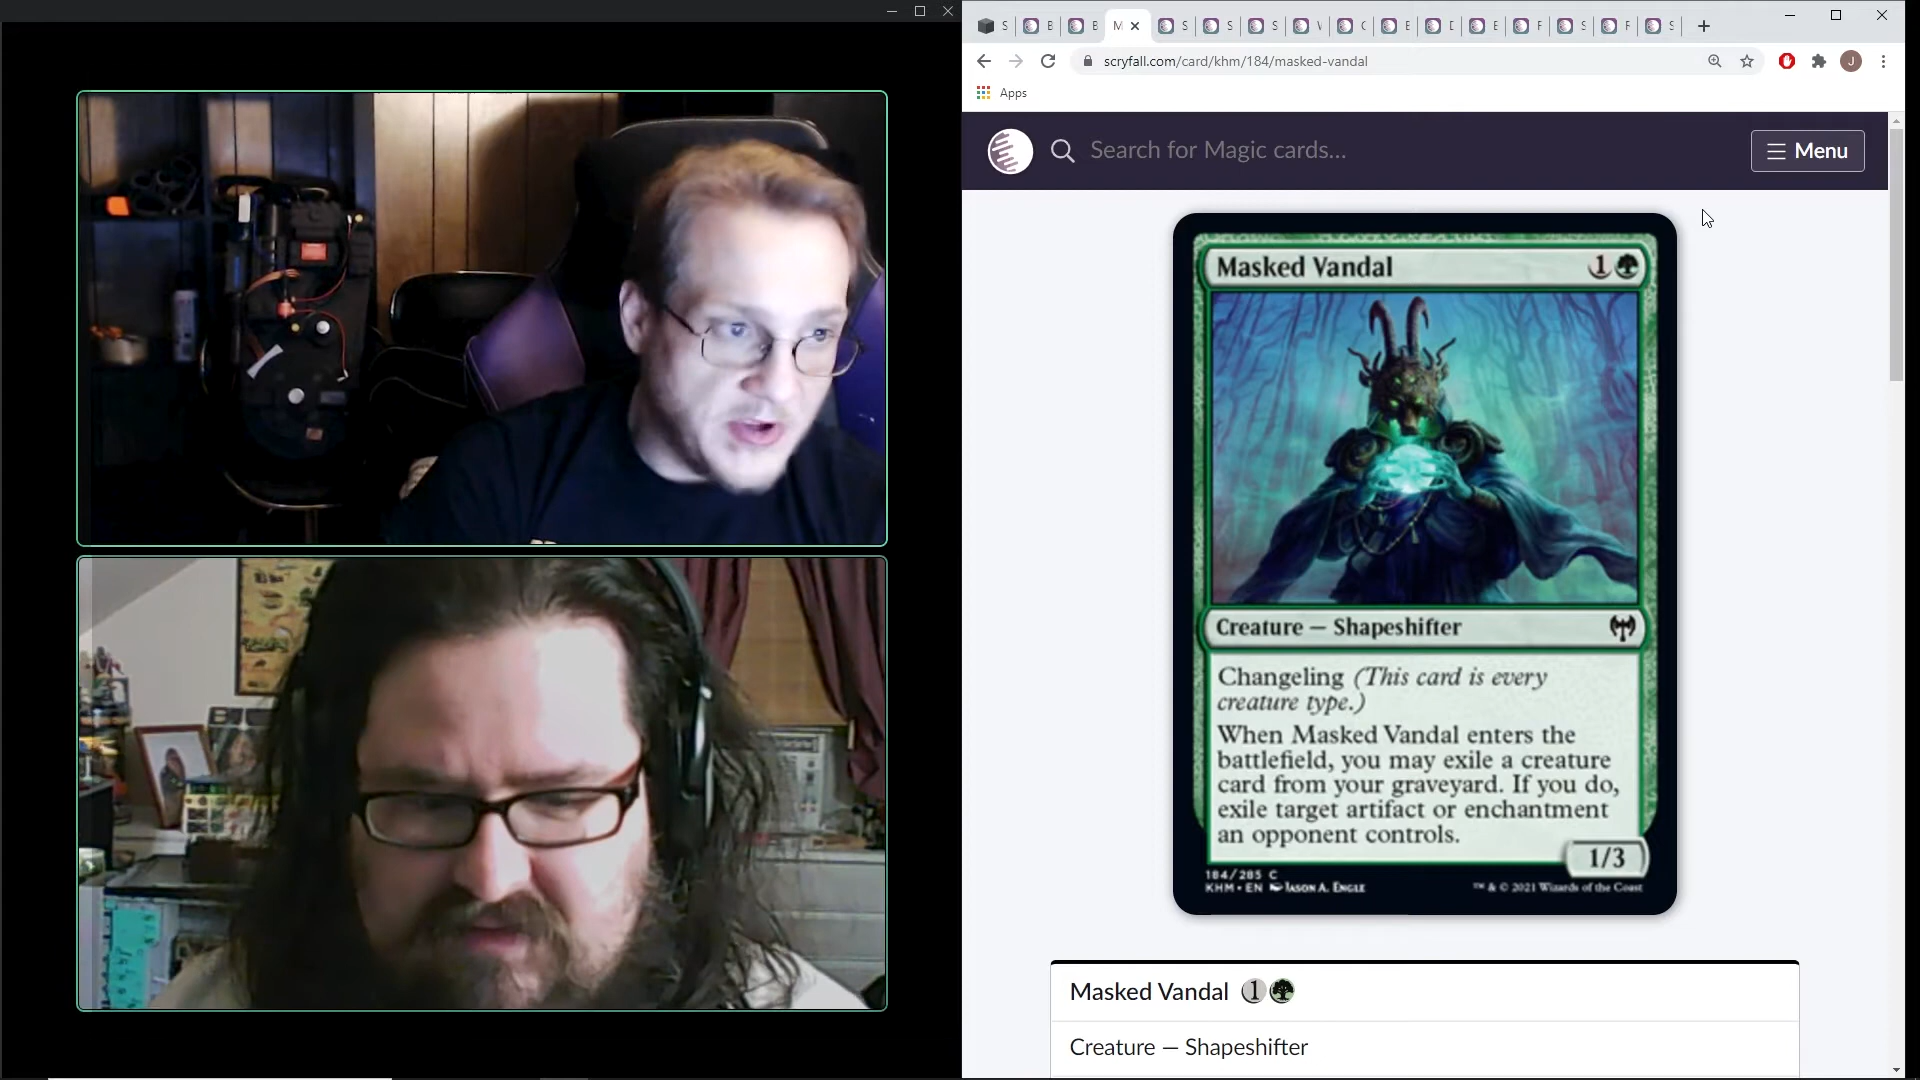 scryfall.com/card/khm/184/masked-vandal
J
Apps
Search for Magic cards...
Menu
Masked Vandal 1
Creature — Shapeshifter
Changeling (This card is every
creature type.)
When Masked Vandal enters the
battlefield, you may exile a creature
card from your graveyard. If you do,
exile target artifact or enchantment
an opponent controls.
1/3
184/285 C
KHM • EN Jason A. Engle
™ & © 2021 Wizards of the Coast
Masked Vandal 1
Creature — Shapeshifter